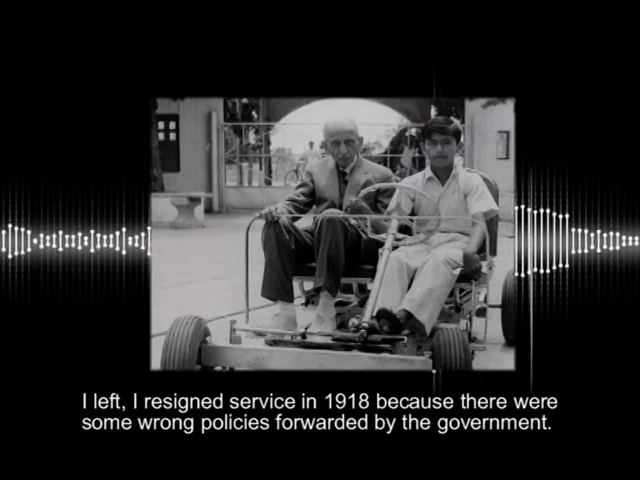 I left, I resigned service in 1918 because there were
some wrong policies forwarded by the government.